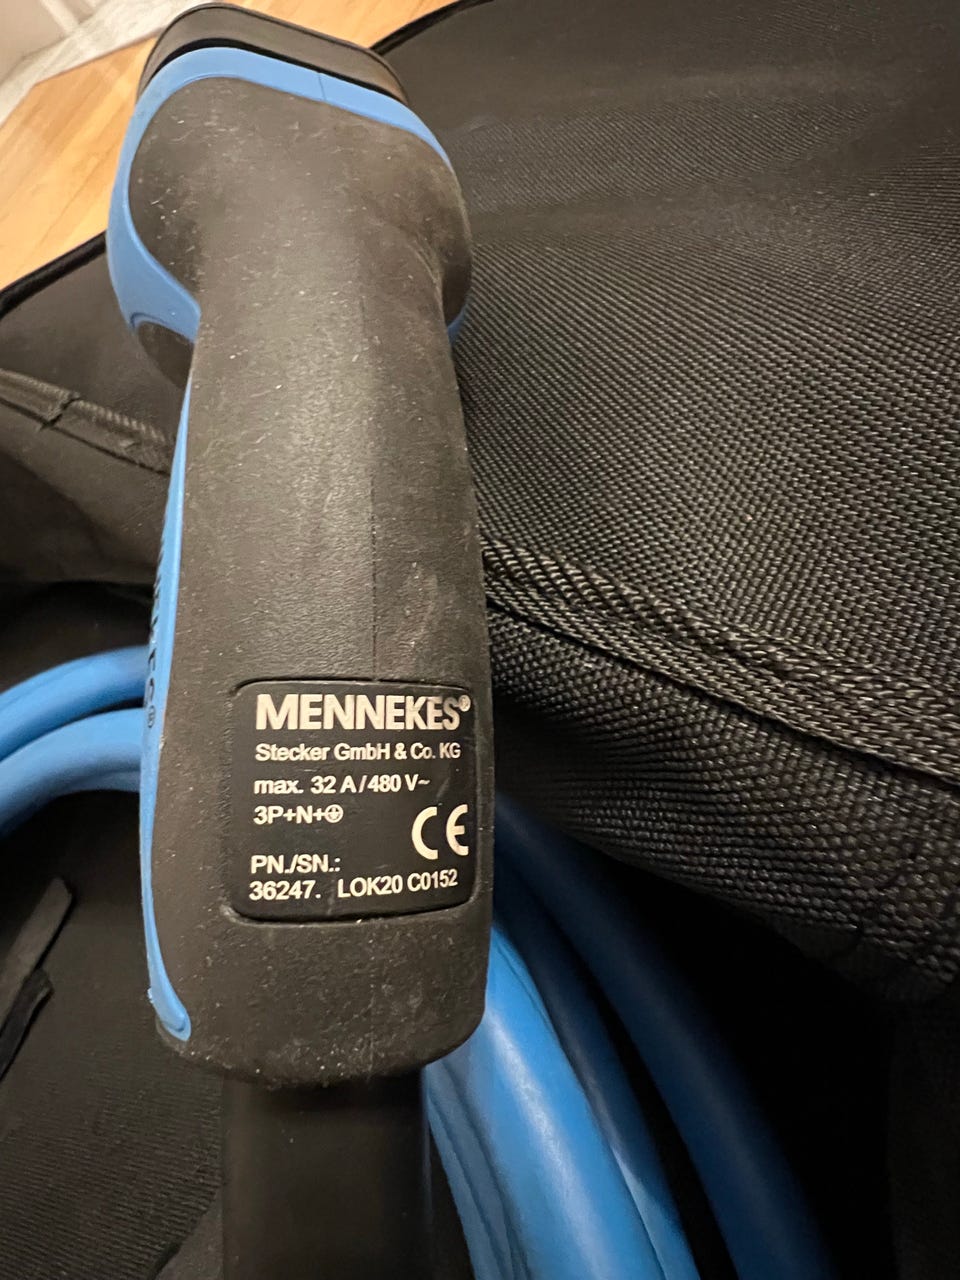 MENNEKES®
Stecker GmbH & Co. KG
max. 32 A/480 V~
3P+N+⏚
CE
PN./SN.:
36247. LOK20 C0152